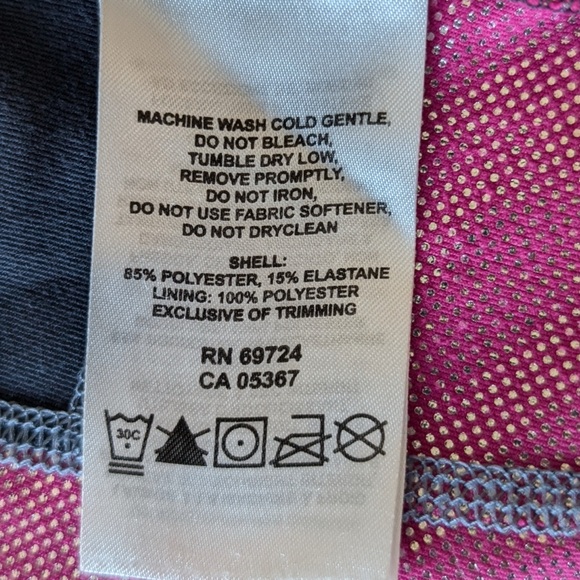 MACHINE WASH COLD GENTLE,
DO NOT BLEACH,
TUMBLE DRY LOW,
REMOVE PROMPTLY,
DO NOT IRON,
DO NOT USE FABRIC SOFTENER,
DO NOT DRYCLEAN
SHELL:
85% POLYESTER, 15% ELASTANE
LINING: 100% POLYESTER
EXCLUSIVE OF TRIMMING
RN 69724
CA 05367
30C